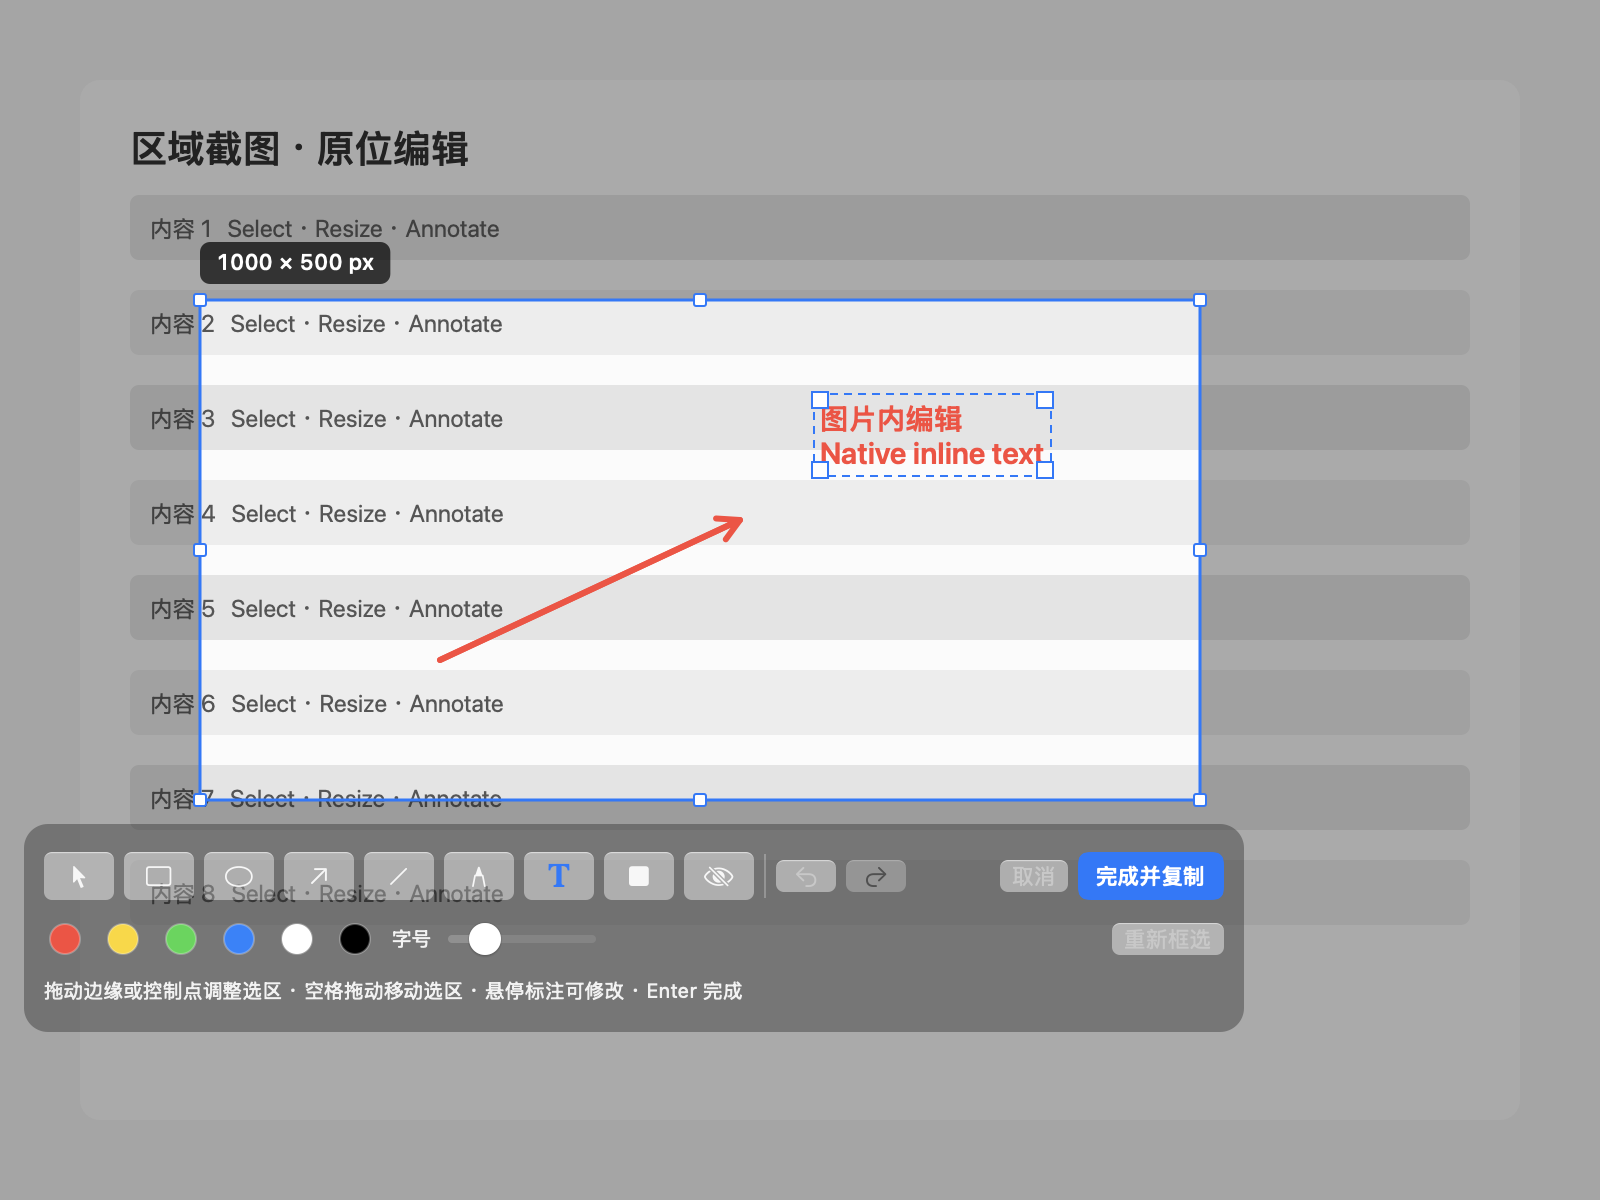 区域截图 · 原位编辑
内容 1 Select · Resize · Annotate
1000 × 500 px
内容 2 Select · Resize · Annotate
内容 3 Select · Resize · Annotate
图片内编辑
Native inline text
内容 4 Select · Resize · Annotate
内容 5 Select · Resize · Annotate
内容 6 Select · Resize · Annotate
内容 7 Select · Resize · Annotate
内容 8 Select · Resize · Annotate
T
取消
完成并复制
字号
重新框选
拖动边缘或控制点调整选区 · 空格拖动移动选区 · 悬停标注可修改 · Enter 完成